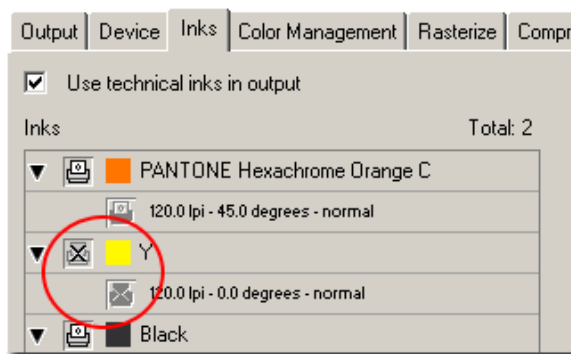 Output Device Inks Color Management Rasterize Compr
Use technical inks in output
Inks Total: 2
PANTONE Hexachrome Orange C
120.0 lpi - 45.0 degrees - normal
Y
120.0 lpi - 0.0 degrees - normal
Black